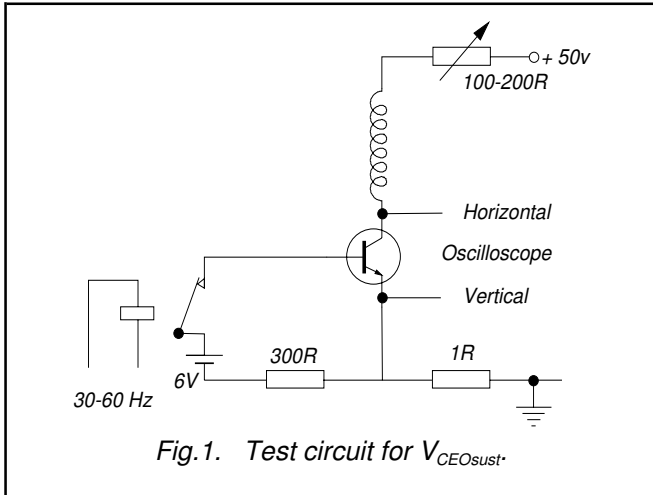 + 50v
100-200R
Horizontal
Oscilloscope
Vertical
300R
1R
6V
30-60 Hz
Fig.1. Test circuit for VCEOsust.